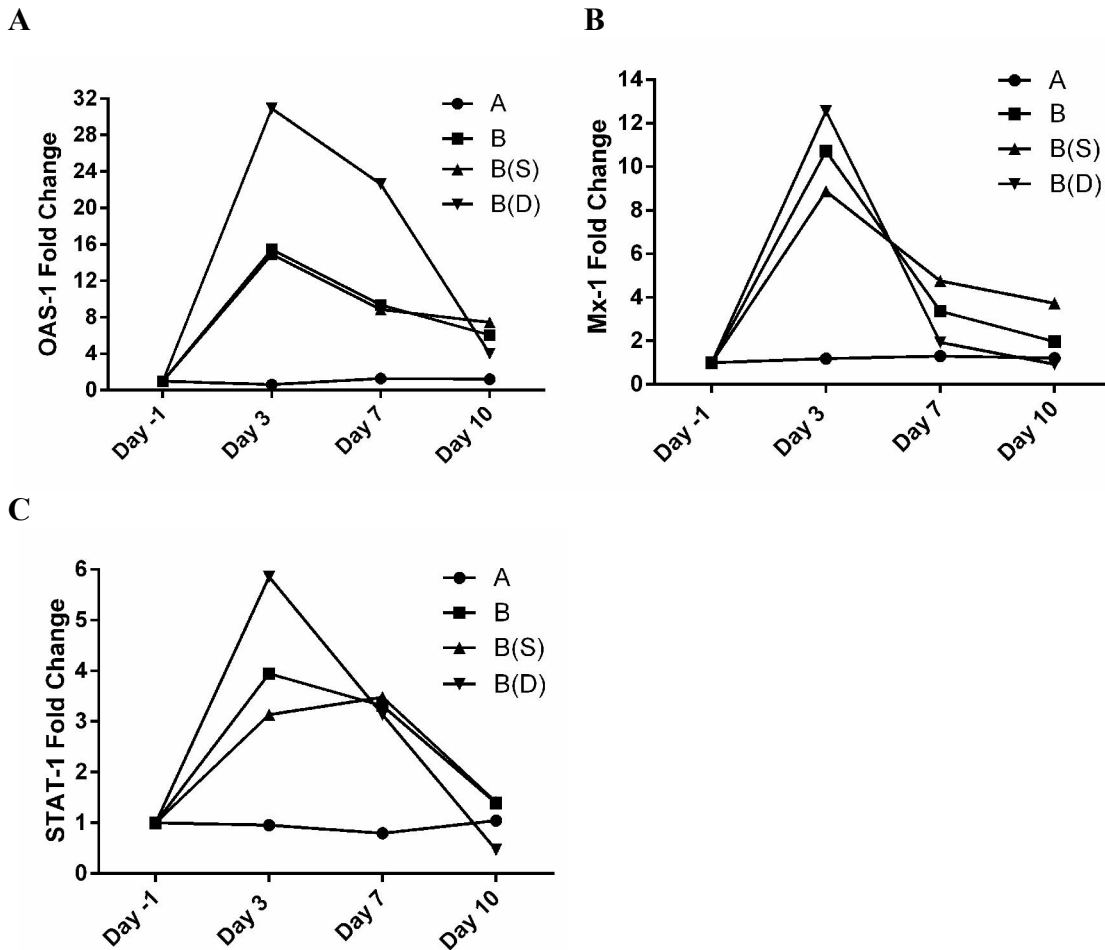 A
OAS-1 Fold Change
32
28
24
20
16
12
8
4
0
Day -1
Day 3
Day 7
Day 10
A
B
B(S)
B(D)
B
Mx-1 Fold Change
14
12
10
8
6
4
2
0
Day -1
Day 3
Day 7
Day 10
A
B
B(S)
B(D)
C
STAT-1 Fold Change
6
5
4
3
2
1
0
Day -1
Day 3
Day 7
Day 10
A
B
B(S)
B(D)